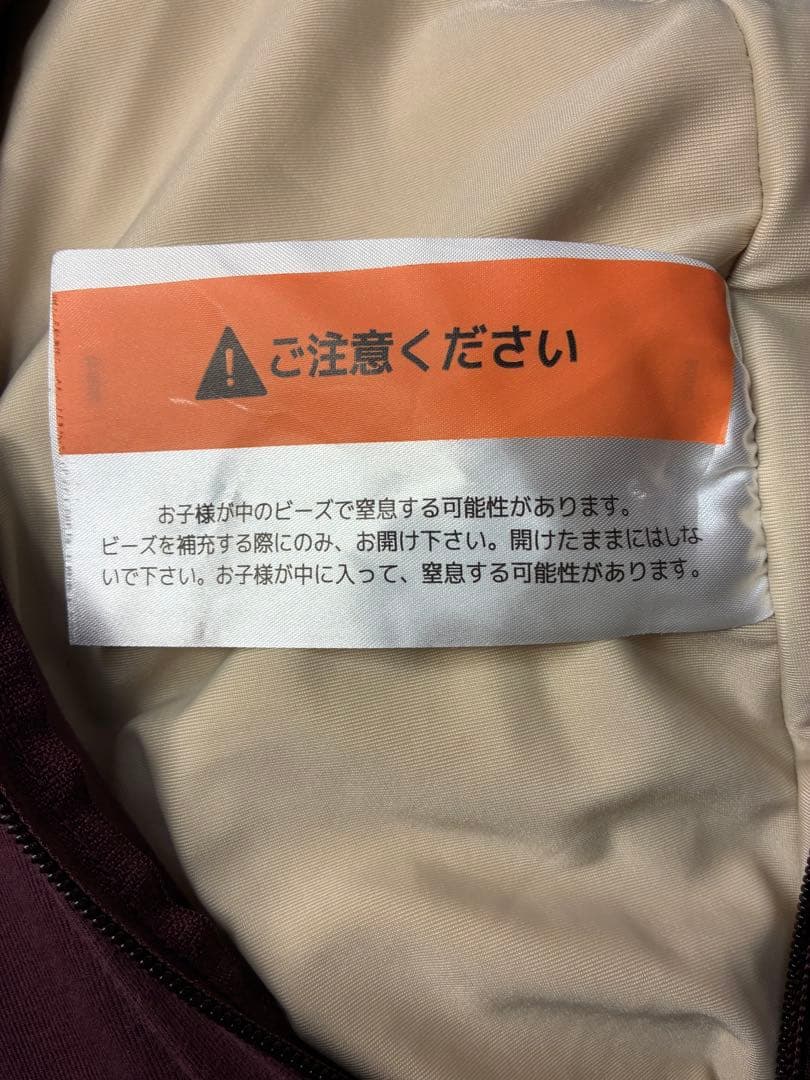 ご注意ください
お子様が中のビーズで窒息する可能性があります。
ビーズを補充する際にのみ、お開け下さい。開けたままにはしな
いで下さい。お子様が中に入って、窒息する可能性があります。